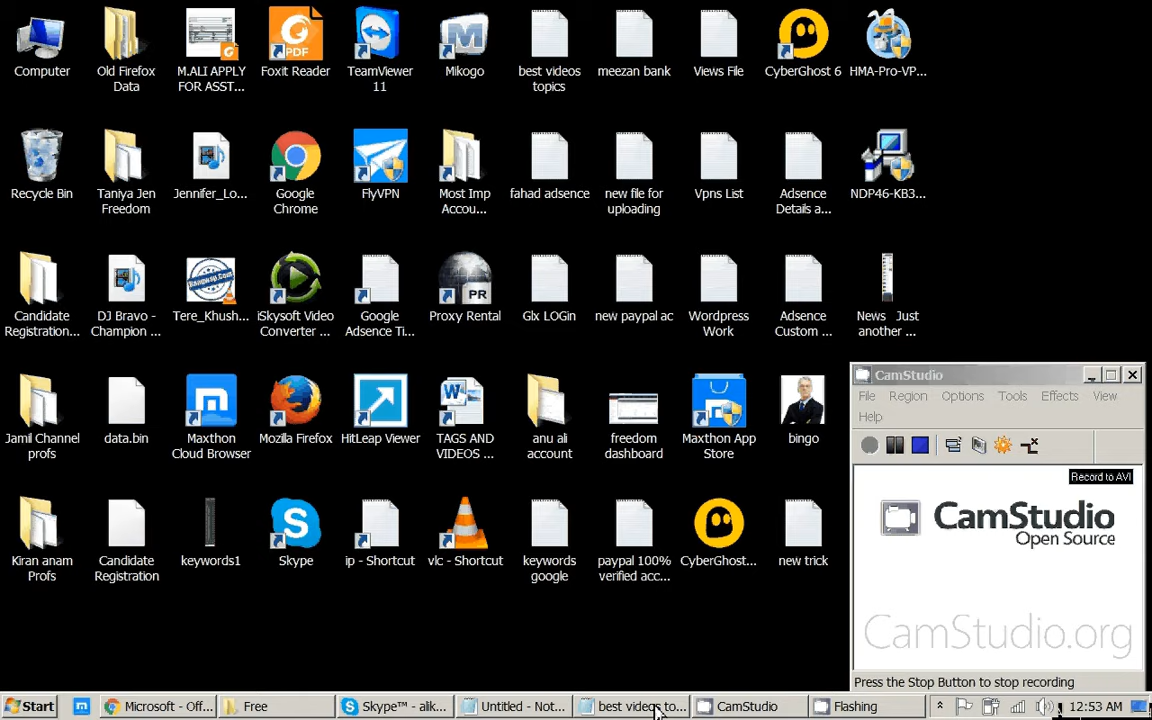 Computer
Old Firefox
Data
M.ALI APPLY
FOR ASST...
PDF
Foxit Reader
TeamViewer
11
M
Mikogo
best videos
topics
meezan bank
Views File
CyberGhost 6
HMA-Pro-VP...
Recycle Bin
Taniya Jen
Freedom
Jennifer_Lo...
Google
Chrome
FlyVPN
Most Imp
Accou...
fahad adsence
new file for
uploading
Vpns List
Adsence
Details a...
NDP46-KB3...
Candidate
Registration...
DJ Bravo -
Champion ...
Tere_Khush...
iSkysoft Video
Converter ...
Google
Adsence Ti...
PR
Proxy Rental
Glx LOGin
new paypal ac
Wordpress
Work
Adsence
Custom ...
News   Just
another ...
Jamil Channel
profs
data.bin
Maxthon
Cloud Browser
Mozilla Firefox
HitLeap Viewer
W
TAGS AND
VIDEOS ...
anu ali
account
freedom
dashboard
Maxthon App
Store
bingo
Kiran anam
Profs
Candidate
Registration
keywords1
S
Skype
ip - Shortcut
vlc - Shortcut
keywords
google
paypal 100%
verified acc...
CyberGhost...
new trick
CamStudio
File Region Options Tools Effects View
Help
Record to AVI
CamStudio
Open Source
CamStudio.org
Press the Stop Button to stop recording
Start
Microsoft - Off...
Free
Skype™ - alik...
Untitled - Not...
best videos to...
CamStudio
Flashing
12:53 AM